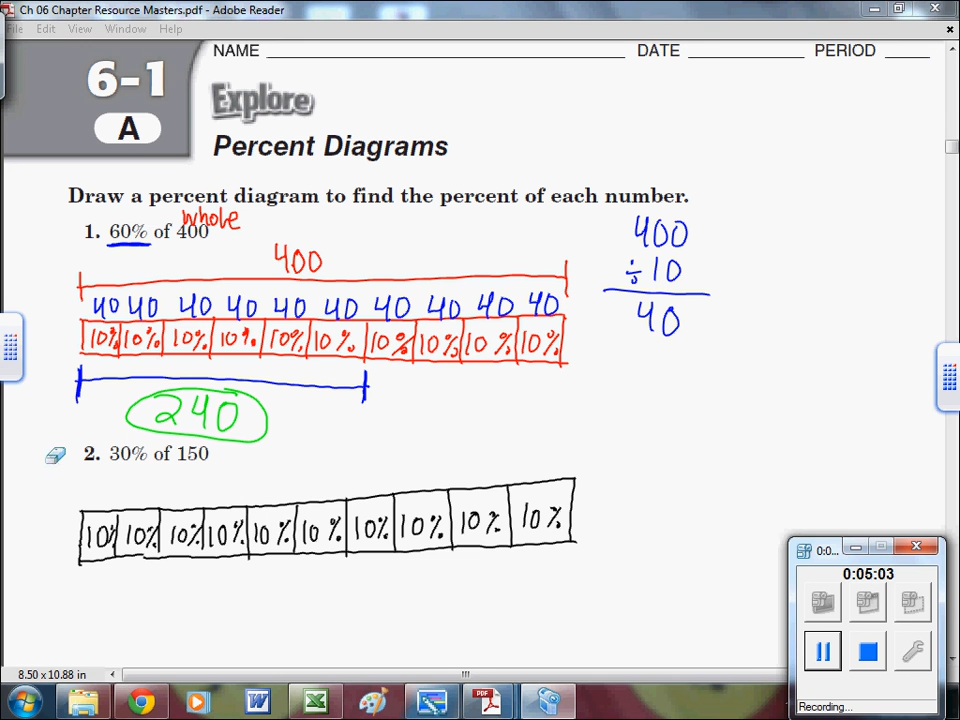 Ch 06 Chapter Resource Masters.pdf - Adobe Reader
File Edit View Window Help
NAME DATE PERIOD
6-1
A
Explore
Percent Diagrams
Draw a percent diagram to find the percent of each number.
whole
1. 60% of 400
400
400
÷10
40
40 40 40 40 40 40 40 40 40 40
10% 10% 10% 10% 10% 10% 10% 10% 10% 10%
240
2. 30% of 150
10% 10% 10% 10% 10% 10% 10% 10% 10% 10%
0:0...
0:05:03
Recording...
8.50 x 10.88 in
PDF